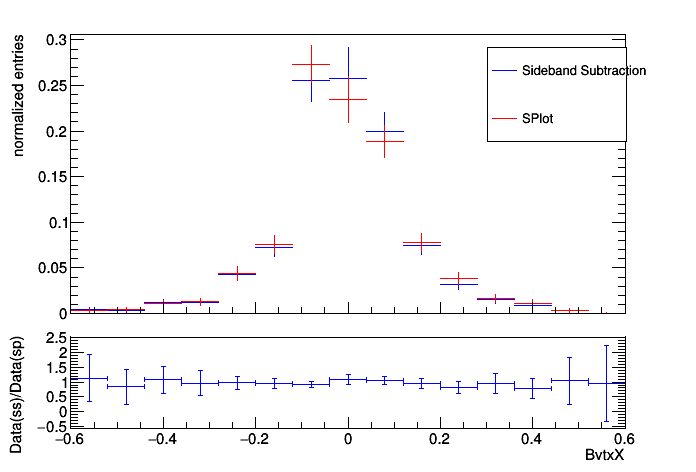 normalized entries
0.3
0.25
0.2
0.15
0.1
0.05
0
Sideband Subtraction
SPlot
Data(ss)/Data(sp)
2.5
2
1.5
1
0.5
0
−0.5
−0.6 −0.4 −0.2 0 0.2 0.4 0.6
BvtxX